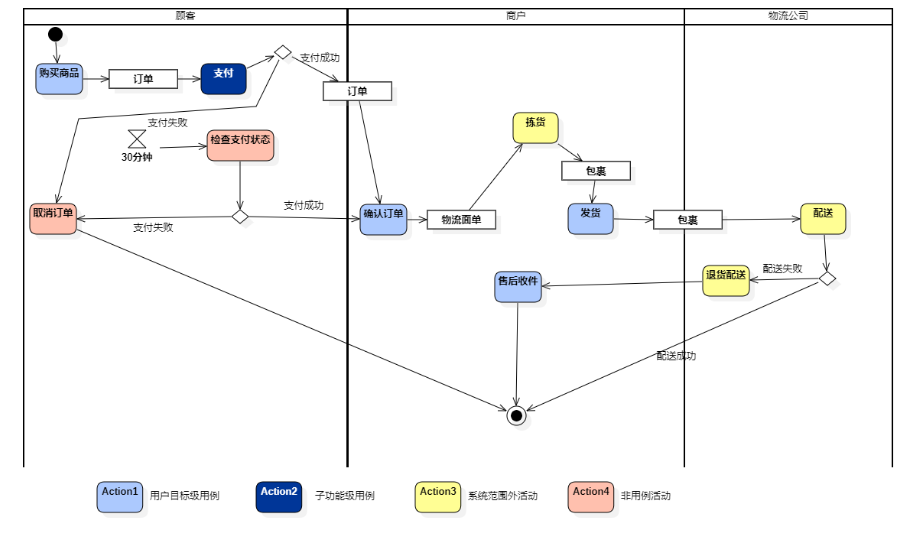 顾客
商户
物流公司
购买商品
订单
支付
支付成功
订单
支付失败
30分钟
检查支付状态
拣货
包裹
取消订单
支付失败
支付成功
确认订单
物流面单
发货
包裹
配送
售后收件
退货配送
配送失败
配送成功
Action1
用户目标级用例
Action2
子功能级用例
Action3
系统范围外活动
Action4
非用例活动